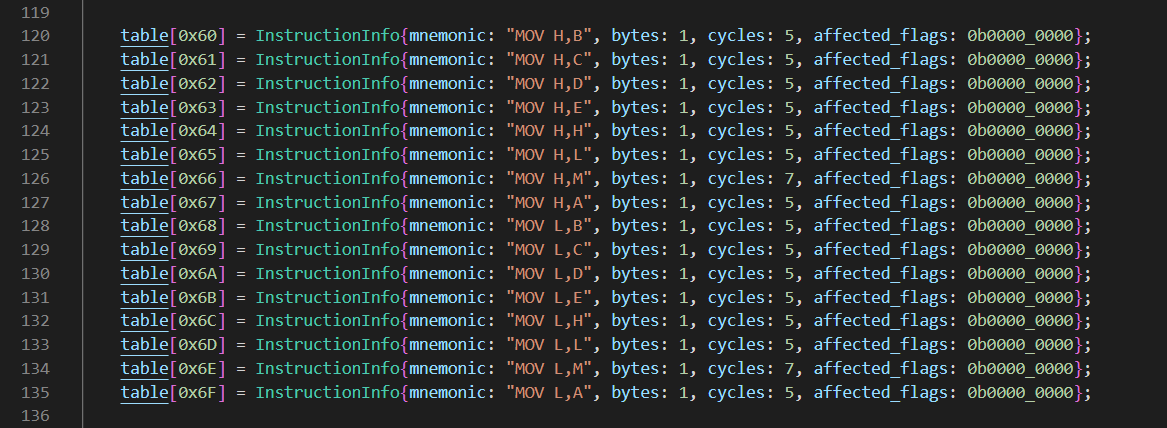 119
120 table[0x60] = InstructionInfo{mnemonic: "MOV H,B", bytes: 1, cycles: 5, affected_flags: 0b0000_0000};
121 table[0x61] = InstructionInfo{mnemonic: "MOV H,C", bytes: 1, cycles: 5, affected_flags: 0b0000_0000};
122 table[0x62] = InstructionInfo{mnemonic: "MOV H,D", bytes: 1, cycles: 5, affected_flags: 0b0000_0000};
123 table[0x63] = InstructionInfo{mnemonic: "MOV H,E", bytes: 1, cycles: 5, affected_flags: 0b0000_0000};
124 table[0x64] = InstructionInfo{mnemonic: "MOV H,H", bytes: 1, cycles: 5, affected_flags: 0b0000_0000};
125 table[0x65] = InstructionInfo{mnemonic: "MOV H,L", bytes: 1, cycles: 5, affected_flags: 0b0000_0000};
126 table[0x66] = InstructionInfo{mnemonic: "MOV H,M", bytes: 1, cycles: 7, affected_flags: 0b0000_0000};
127 table[0x67] = InstructionInfo{mnemonic: "MOV H,A", bytes: 1, cycles: 5, affected_flags: 0b0000_0000};
128 table[0x68] = InstructionInfo{mnemonic: "MOV L,B", bytes: 1, cycles: 5, affected_flags: 0b0000_0000};
129 table[0x69] = InstructionInfo{mnemonic: "MOV L,C", bytes: 1, cycles: 5, affected_flags: 0b0000_0000};
130 table[0x6A] = InstructionInfo{mnemonic: "MOV L,D", bytes: 1, cycles: 5, affected_flags: 0b0000_0000};
131 table[0x6B] = InstructionInfo{mnemonic: "MOV L,E", bytes: 1, cycles: 5, affected_flags: 0b0000_0000};
132 table[0x6C] = InstructionInfo{mnemonic: "MOV L,H", bytes: 1, cycles: 5, affected_flags: 0b0000_0000};
133 table[0x6D] = InstructionInfo{mnemonic: "MOV L,L", bytes: 1, cycles: 5, affected_flags: 0b0000_0000};
134 table[0x6E] = InstructionInfo{mnemonic: "MOV L,M", bytes: 1, cycles: 7, affected_flags: 0b0000_0000};
135 table[0x6F] = InstructionInfo{mnemonic: "MOV L,A", bytes: 1, cycles: 5, affected_flags: 0b0000_0000};
136